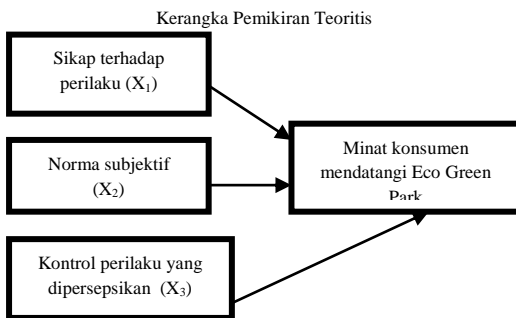 Kerangka Pemikiran Teoritis
Sikap terhadap
perilaku (X₁)
Norma subjektif
(X₂)
Kontrol perilaku yang
dipersepsikan (X₃)
Minat konsumen
mendatangi Eco Green
Park